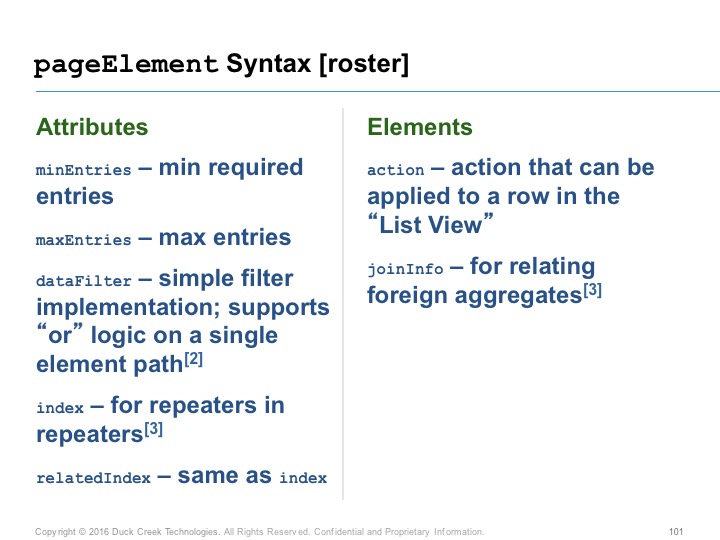 pageElement Syntax [roster]
Attributes
minEntries – min required
entries
maxEntries – max entries
dataFilter – simple filter
implementation; supports
“or” logic on a single
element path[2]
index – for repeaters in
repeaters[3]
relatedIndex – same as index
Elements
action – action that can be
applied to a row in the
“List View”
joinInfo – for relating
foreign aggregates[3]
Copyright © 2016 Duck Creek Technologies. All Rights Reserved. Confidential and Proprietary Information.
101